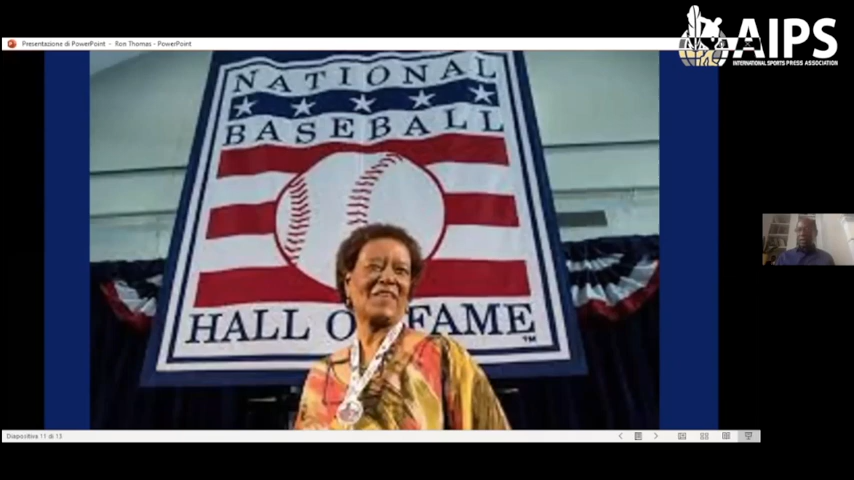 Presentazione di PowerPoint - Ron Thomas - PowerPoint
AIPS
INTERNATIONAL SPORTS PRESS ASSOCIATION
NATIONAL
BASEBALL
HALL OF FAME
TM
Diapositiva 11 di 13